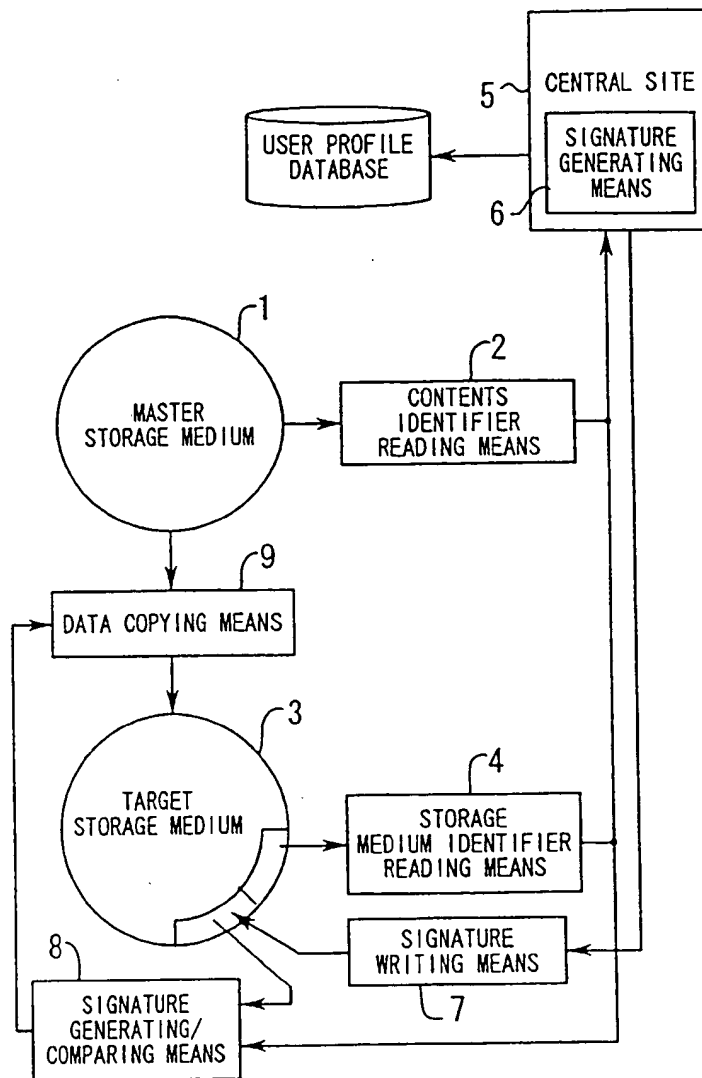 5
CENTRAL SITE
USER PROFILE
DATABASE
SIGNATURE
GENERATING
MEANS
6
1
2
MASTER
STORAGE MEDIUM
CONTENTS
IDENTIFIER
READING MEANS
9
DATA COPYING MEANS
3
4
TARGET
STORAGE MEDIUM
STORAGE
MEDIUM IDENTIFIER
READING MEANS
8
SIGNATURE
WRITING MEANS
7
SIGNATURE
GENERATING/
COMPARING MEANS